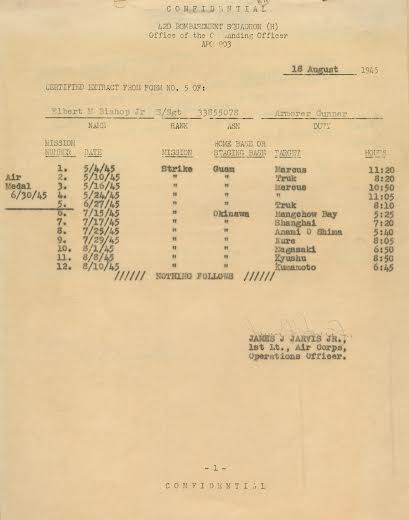 CONFIDENTIAL
42D BOMBARDMENT SQUADRON (H)
Office of the Commanding Officer
APO 903
18 August 1945
CERTIFIED EXTRACT FROM FORM NO. 5 OF:
Elbert M Bishop Jr S/Sgt 33855078 Armorer Gunner
NAME RANK ASN DUTY
MISSION HOME BASE OR
NUMBER DATE MISSION STAGING BASE TARGET HOURS
1. 5/4/45 Strike Guam Marcus 11:20
Air 2. 5/10/45 " " Truk 8:20
Medal 3. 5/16/45 " " Marcus 10:50
6/30/45 4. 5/24/45 " " " 11:05
5. 6/27/45 " " Truk 8:10
6. 7/15/45 " Okinawa Hangchow Bay 5:25
7. 7/17/45 " " Shanghai 7:20
8. 7/25/45 " " Amami O Shima 5:40
9. 7/29/45 " " Kure 8:05
10. 8/1/45 " " Nagasaki 6:50
11. 8/8/45 " " Kyushu 8:50
12. 8/10/45 " " Kumamoto 6:45
////// NOTHING FOLLOWS //////
JAMES J JARVIS JR.,
1st Lt., Air Corps,
Operations Officer.
-1-
CONFIDENTIAL